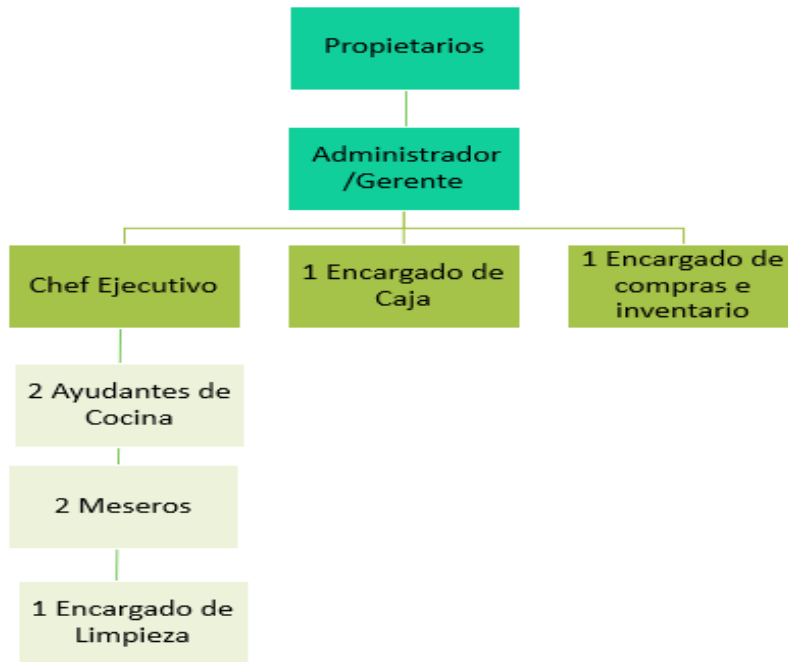 Propietarios
Administrador
/Gerente
Chef Ejecutivo
1 Encargado de
Caja
1 Encargado de
compras e
inventario
2 Ayudantes de
Cocina
2 Meseros
1 Encargado de
Limpieza